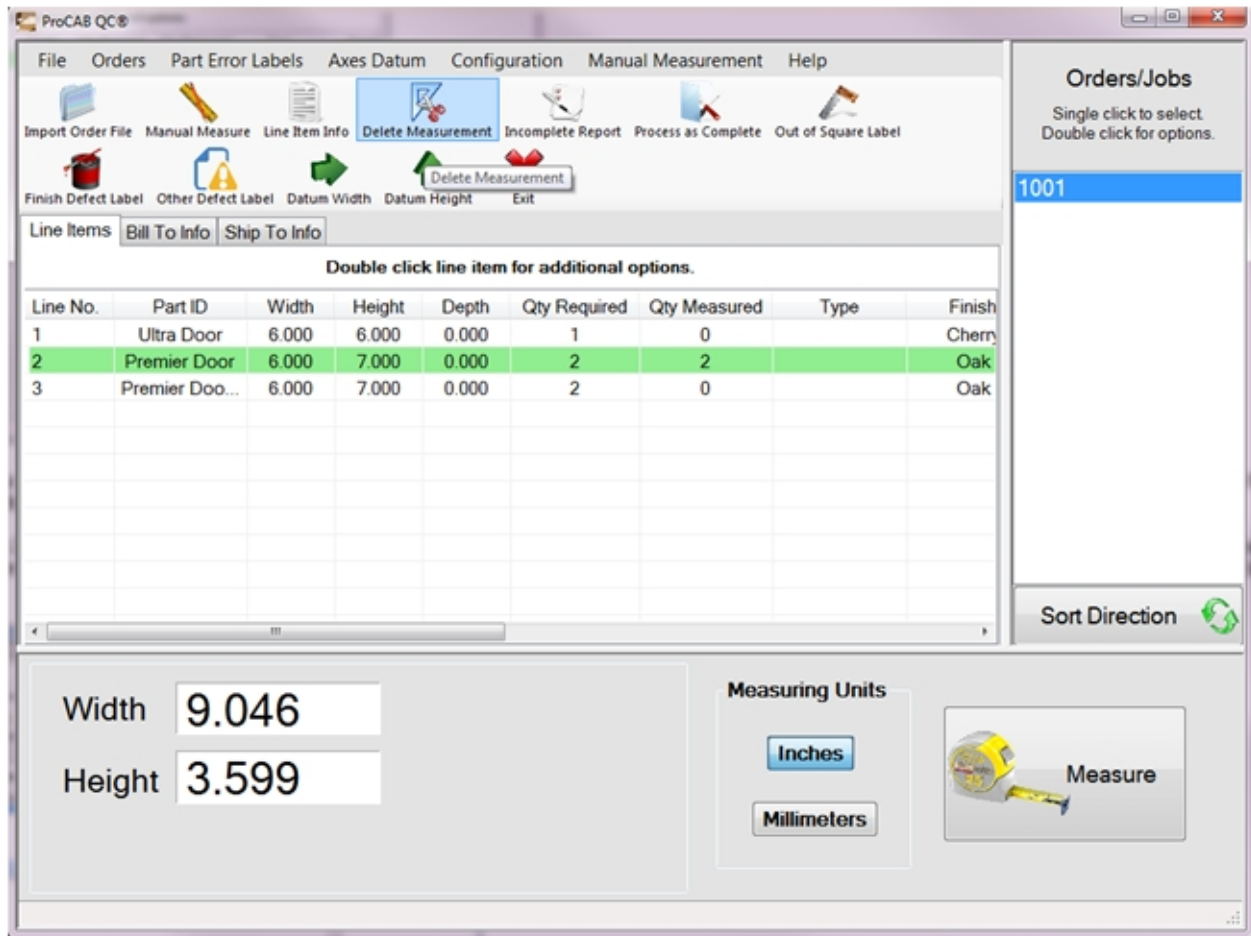 ProCAB QC®
File Orders Part Error Labels Axes Datum Configuration Manual Measurement Help
Import Order File Manual Measure Line Item Info Delete Measurement Incomplete Report Process as Complete Out of Square Label
Delete Measurement
Finish Defect Label Other Defect Label Datum Width Datum Height Exit
Line Items Bill To Info Ship To Info
Double click line item for additional options.
Line No. Part ID Width Height Depth Qty Required Qty Measured Type Finish
1 Ultra Door 6.000 6.000 0.000 1 0 Cherry
2 Premier Door 6.000 7.000 0.000 2 2 Oak
3 Premier Doo... 6.000 7.000 0.000 2 0 Oak
Orders/Jobs
Single click to select.
Double click for options.
1001
Sort Direction
Width 9.046
Height 3.599
Measuring Units
Inches
Millimeters
Measure